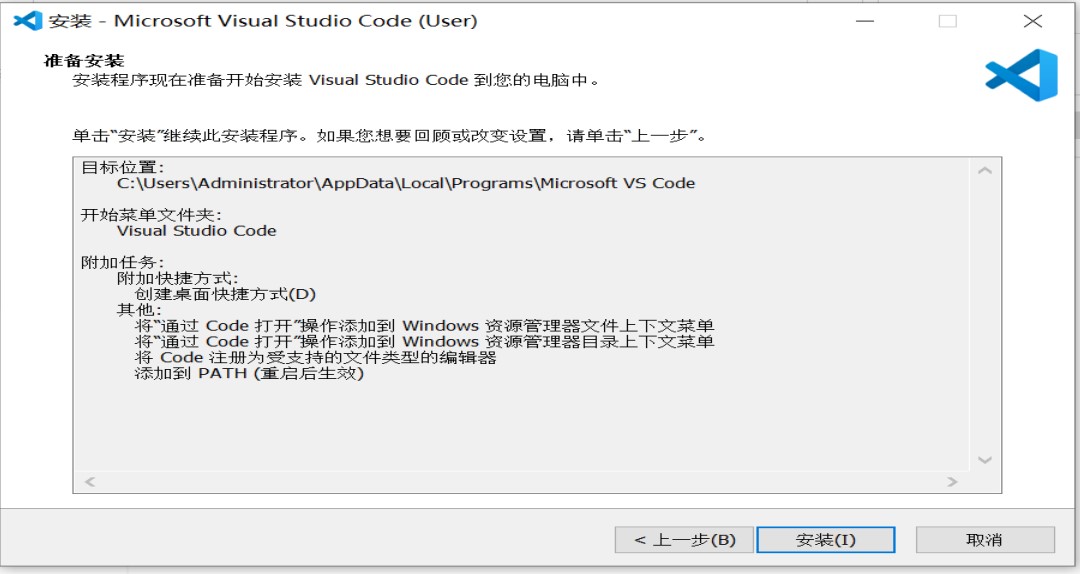 安装 - Microsoft Visual Studio Code (User)
准备安装
安装程序现在准备开始安装 Visual Studio Code 到您的电脑中。
单击“安装”继续此安装程序。如果您想要回顾或改变设置，请单击“上一步”。
目标位置:
C:\Users\Administrator\AppData\Local\Programs\Microsoft VS Code
开始菜单文件夹:
Visual Studio Code
附加任务:
附加快捷方式:
创建桌面快捷方式(D)
其他:
将“通过 Code 打开”操作添加到 Windows 资源管理器文件上下文菜单
将“通过 Code 打开”操作添加到 Windows 资源管理器目录上下文菜单
将 Code 注册为受支持的文件类型的编辑器
添加到 PATH (重启后生效)
< 上一步(B) 安装(I) 取消